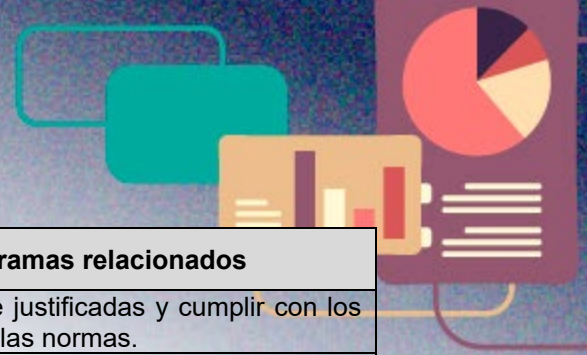 ramas relacionados
justificadas y cumplir con los
las normas.